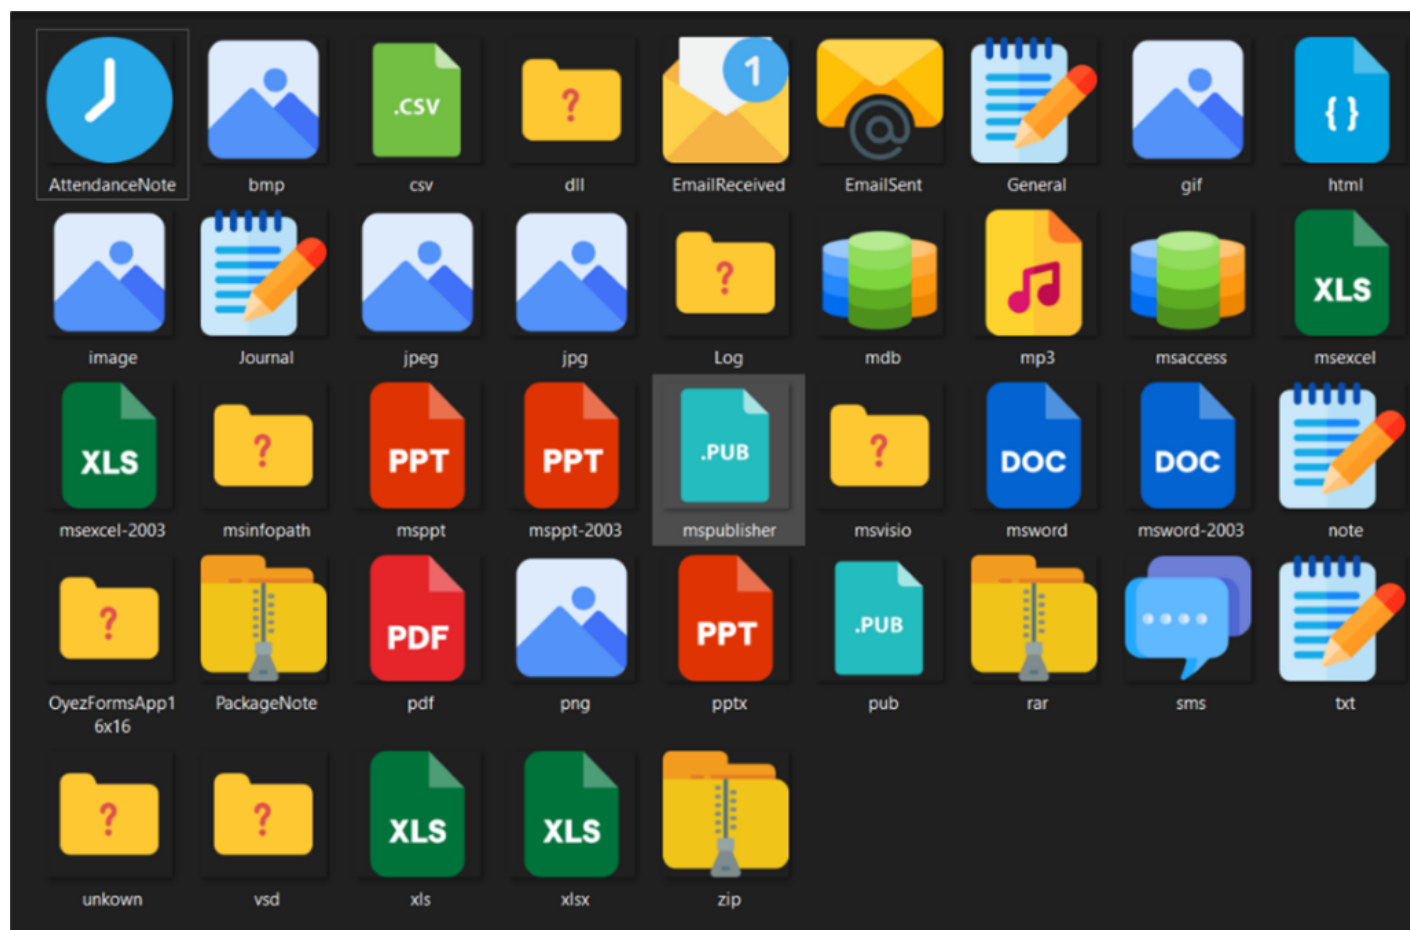 1
.CSV
?
@
{ }
AttendanceNote
bmp
csv
dll
EmailReceived
EmailSent
General
gif
html
?
XLS
image
Journal
jpeg
jpg
Log
mdb
mp3
msaccess
msexcel
XLS
?
PPT
PPT
.PUB
?
DOC
DOC
msexcel-2003
msinfopath
msppt
msppt-2003
mspublisher
msvisio
msword
msword-2003
note
?
PDF
PPT
.PUB
OyezFormsApp1
6x16
PackageNote
pdf
png
pptx
pub
rar
sms
txt
?
?
XLS
XLS
unkown
vsd
xls
xlsx
zip